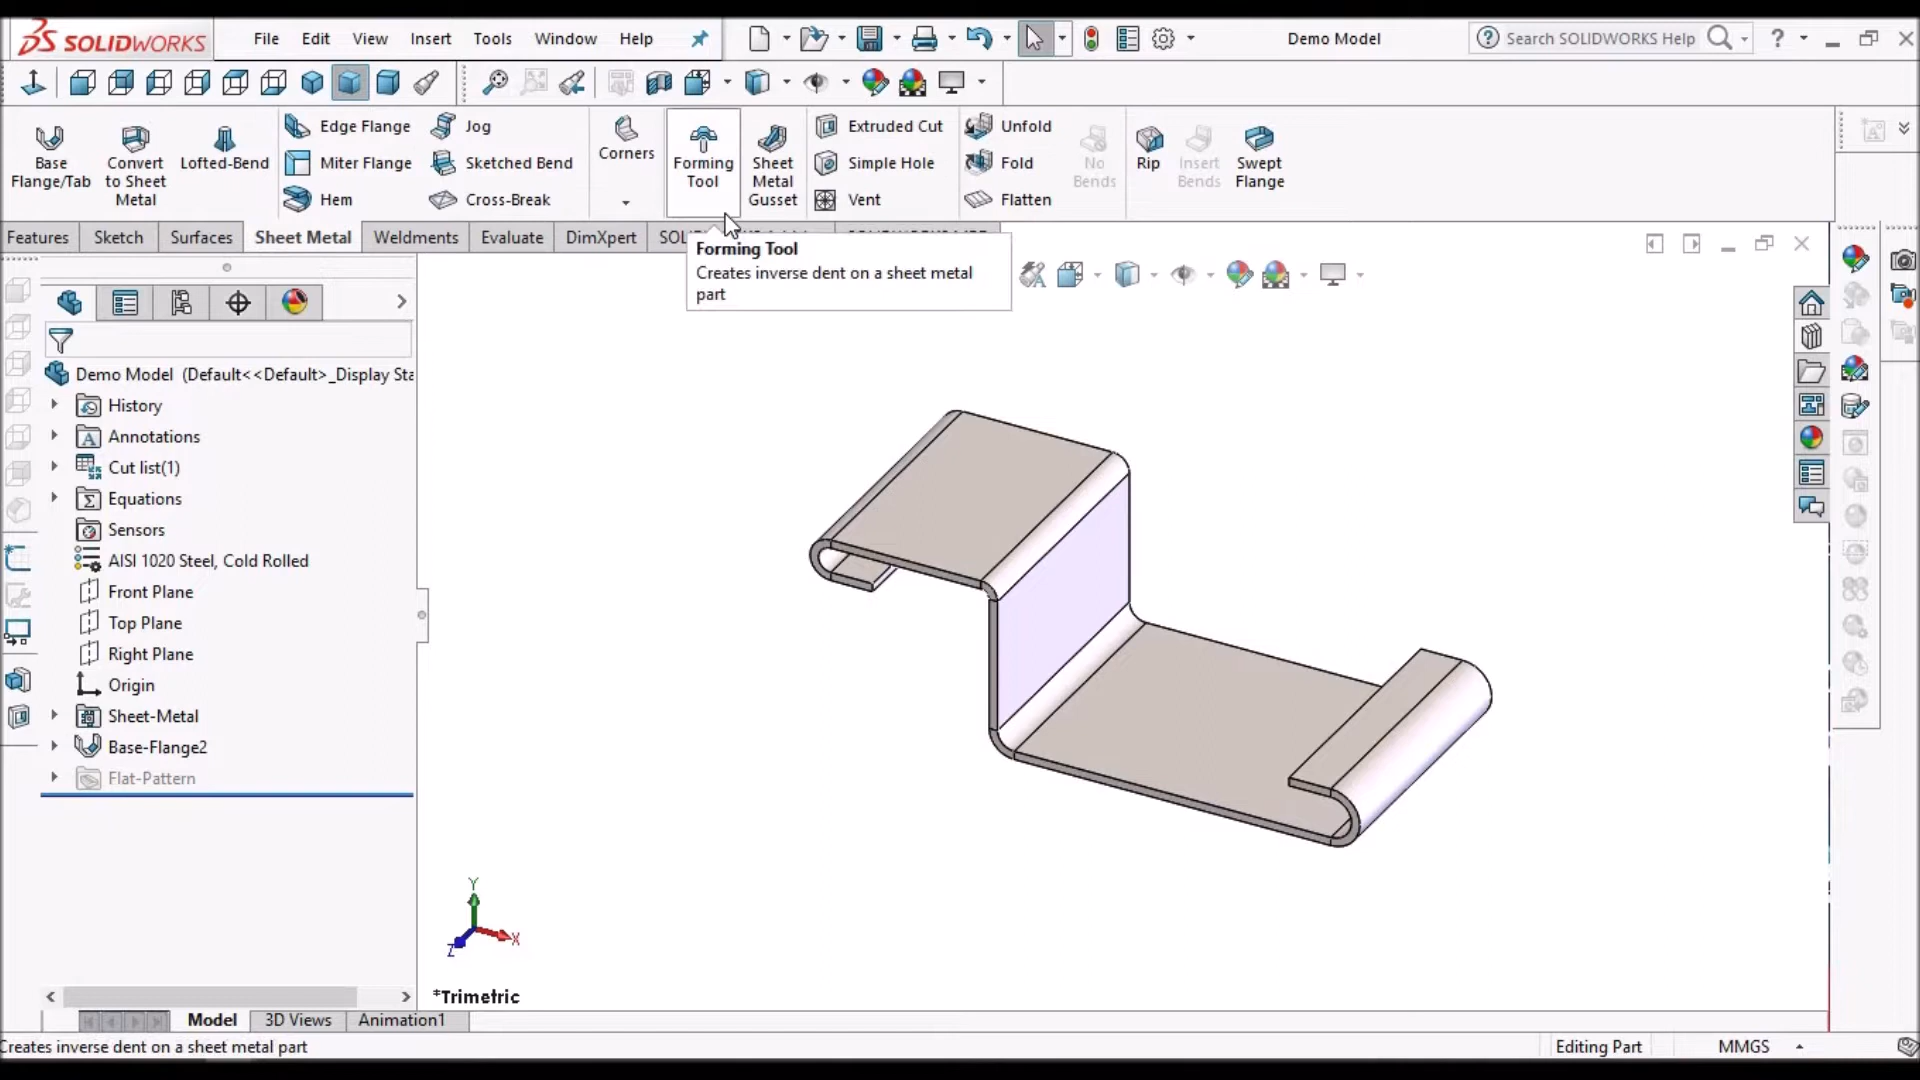 SOLIDWORKS File Edit View Insert Tools Window Help Demo Model Search SOLIDWORKS Help ?
Base Flange/Tab
Convert to Sheet Metal
Lofted-Bend
Edge Flange
Miter Flange
Hem
Jog
Sketched Bend
Cross-Break
Corners
Forming Tool
Sheet Metal Gusset
Extruded Cut
Simple Hole
Vent
Unfold
Fold
Flatten
No Bends
Rip
Insert Bends
Swept Flange
Features Sketch Surfaces Sheet Metal Weldments Evaluate DimXpert
Forming Tool
Creates inverse dent on a sheet metal
part
Demo Model (Default<<Default>_Display Sta
History
Annotations
Cut list(1)
Equations
Sensors
AISI 1020 Steel, Cold Rolled
Front Plane
Top Plane
Right Plane
Origin
Sheet-Metal
Base-Flange2
Flat-Pattern
Y
X
Z
*Trimetric
Model 3D Views Animation1
Creates inverse dent on a sheet metal part Editing Part MMGS